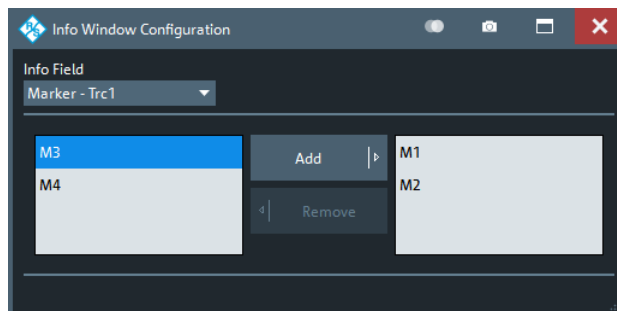 R/S Info Window Configuration
Info Field
Marker - Trc1
M3
M4
Add
Remove
M1
M2